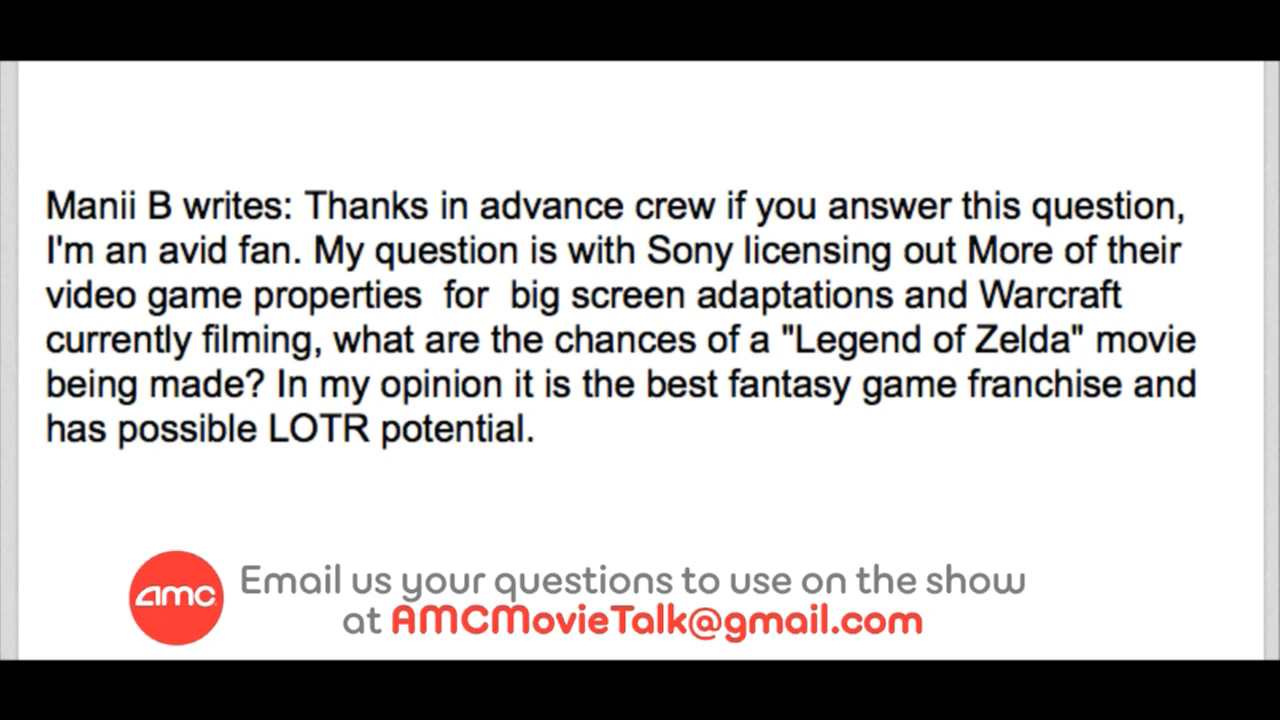 Manii B writes: Thanks in advance crew if you answer this question,
I'm an avid fan. My question is with Sony licensing out More of their
video game properties  for  big screen adaptations and Warcraft
currently filming, what are the chances of a "Legend of Zelda" movie
being made? In my opinion it is the best fantasy game franchise and
has possible LOTR potential.
amc
Email us your questions to use on the show
at AMCMovieTalk@gmail.com